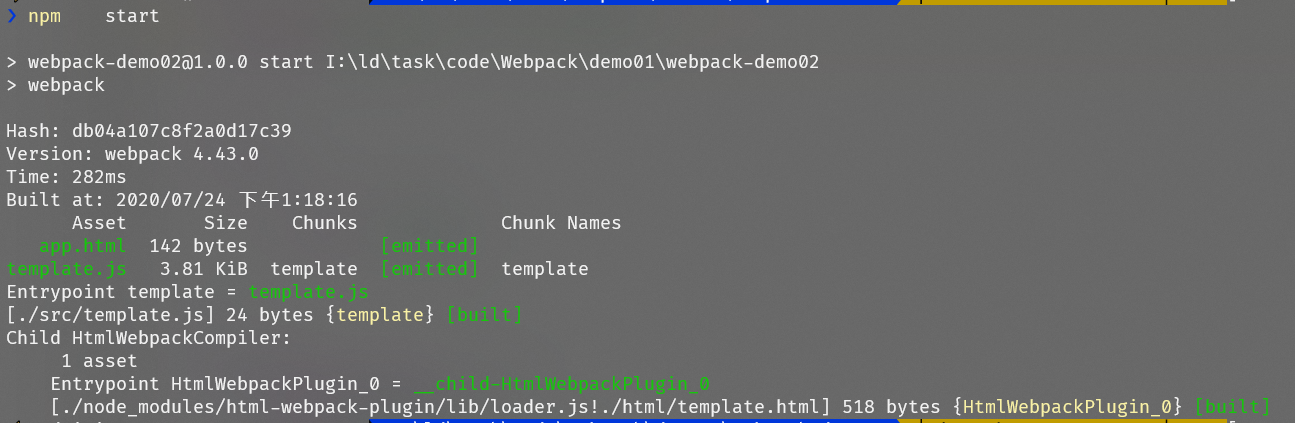 ❯ npm    start
> webpack-demo02@1.0.0 start I:\ld\task\code\Webpack\demo01\webpack-demo02
> webpack
Hash: db04a107c8f2a0d17c39
Version: webpack 4.43.0
Time: 282ms
Built at: 2020/07/24 下午1:18:16
      Asset       Size    Chunks             Chunk Names
   app.html  142 bytes            [emitted]
template.js   3.81 KiB  template  [emitted]  template
Entrypoint template = template.js
[./src/template.js] 24 bytes {template} [built]
Child HtmlWebpackCompiler:
     1 asset
    Entrypoint HtmlWebpackPlugin_0 = __child-HtmlWebpackPlugin_0
    [./node_modules/html-webpack-plugin/lib/loader.js!./html/template.html] 518 bytes {HtmlWebpackPlugin_0} [built]